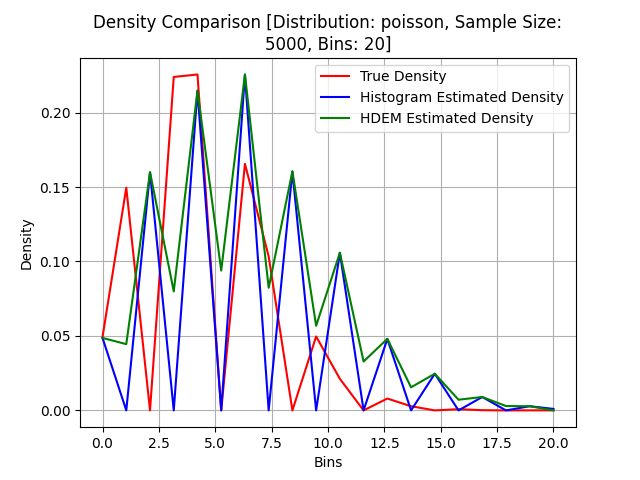 Density Comparison [Distribution: poisson, Sample Size:
5000, Bins: 20]
True Density
Histogram Estimated Density
HDEM Estimated Density
Density
0.20
0.15
0.10
0.05
0.00
0.0 2.5 5.0 7.5 10.0 12.5 15.0 17.5 20.0
Bins